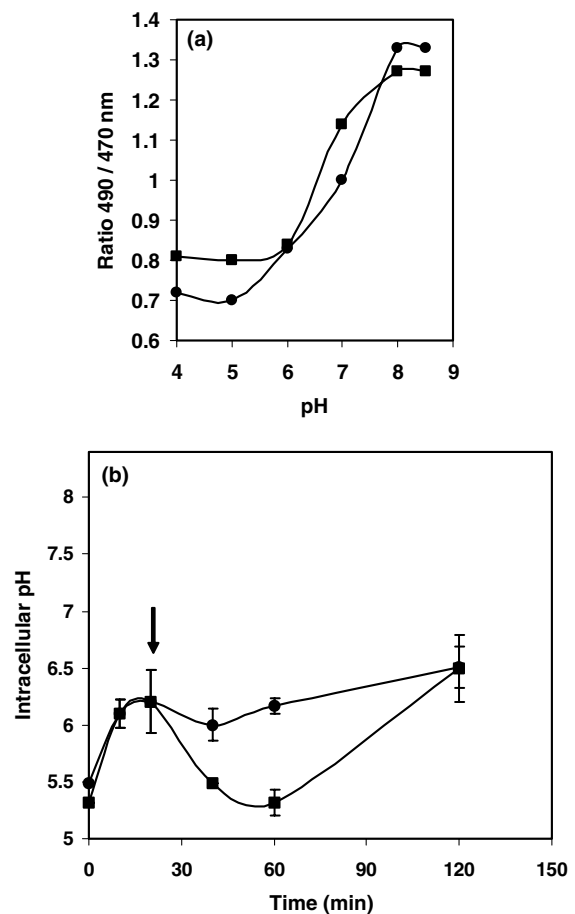 (a)
1.4
1.3
1.2
1.1
1
0.9
0.8
0.7
0.6
Ratio 490 / 470 nm
4 5 6 7 8 9
pH
(b)
8
7.5
7
6.5
6
5.5
5
Intracellular pH
0 30 60 90 120 150
Time (min)